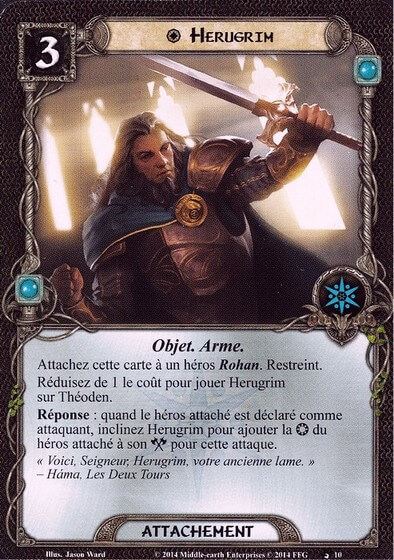 3
HERUGRIM
Objet. Arme.
Attachez cette carte à un héros Rohan. Restreint.
Réduisez de 1 le coût pour jouer Herugrim
sur Théoden.
Réponse : quand le héros attaché est déclaré comme
attaquant, inclinez Herugrim pour ajouter la du
héros attaché à son pour cette attaque.
« Voici, Seigneur, Herugrim, votre ancienne lame. »
– Háma, Les Deux Tours
ATTACHEMENT
Illus. Jason Ward © 2014 Middle-earth Enterprises © 2014 FFG 10